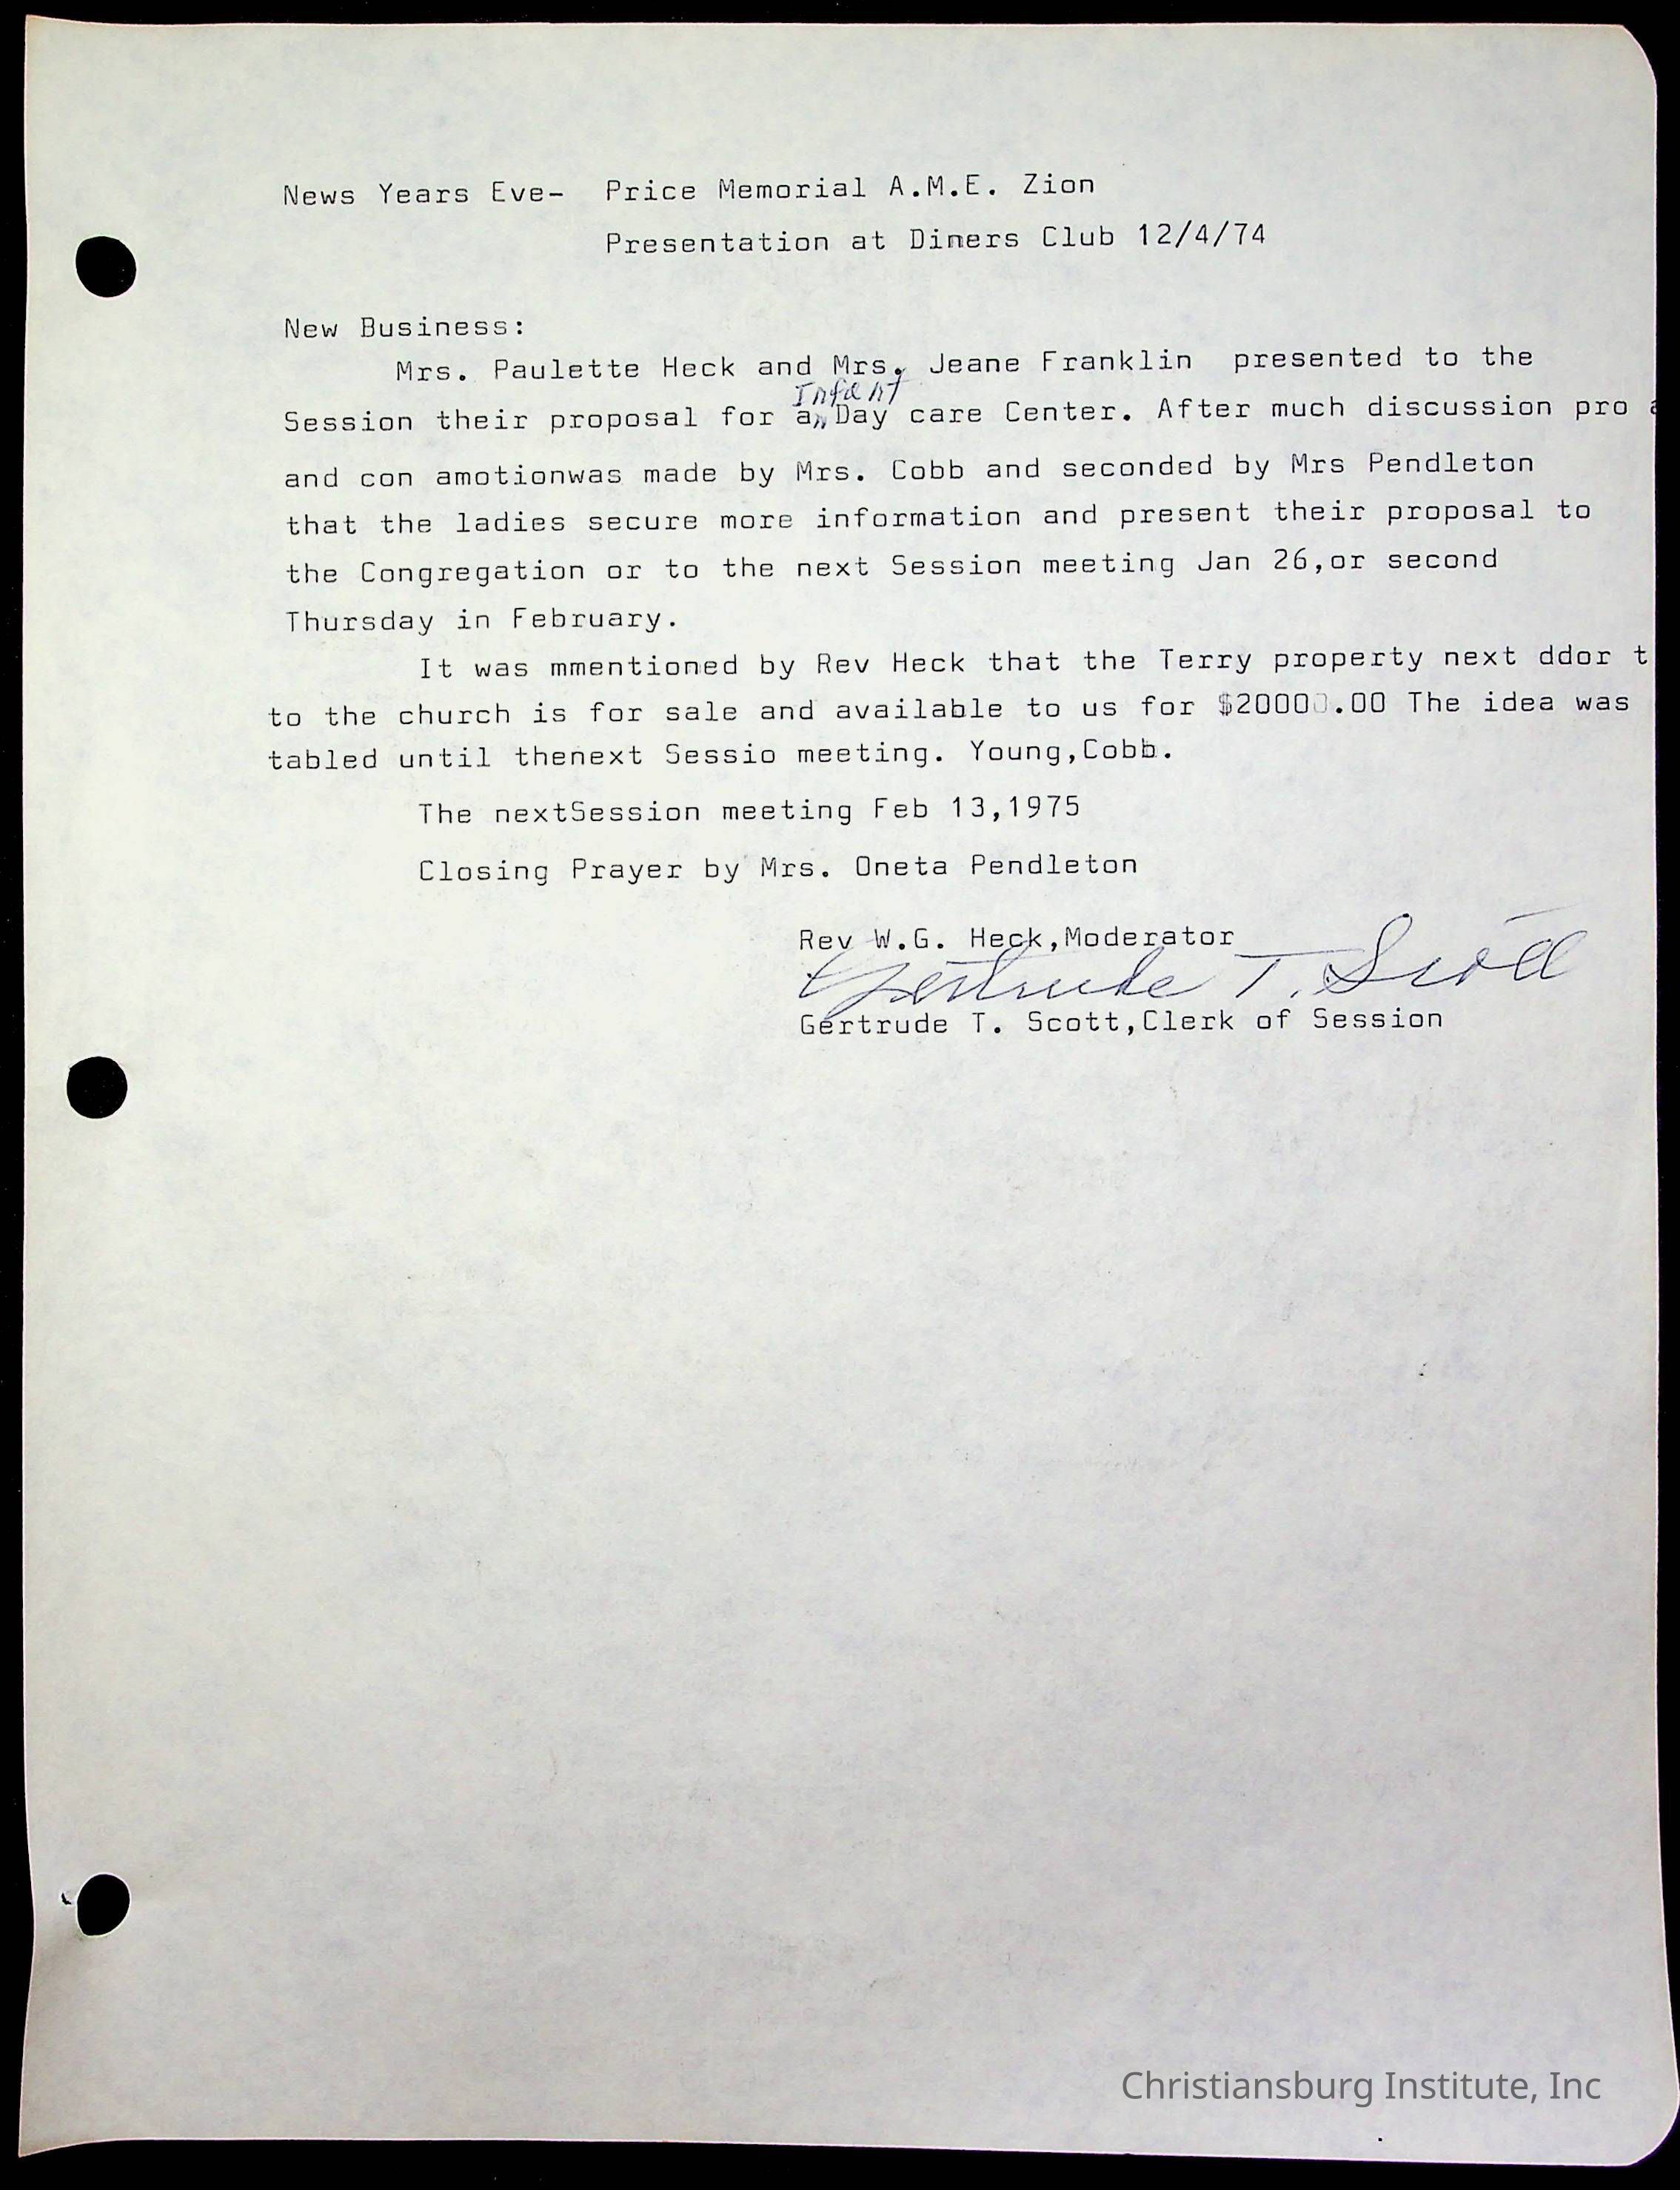 News Years Eve- Price Memorial A.M.E. Zion
Presentation at Diners Club 12/4/74
New Business:
Mrs. Paulette Heck and Mrs. Jeane Franklin presented to the
Infant
Session their proposal for an Day care Center. After much discussion pro a
and con amotionwas made by Mrs. Cobb and seconded by Mrs Pendleton
that the ladies secure more information and present their proposal to
the Congregation or to the next Session meeting Jan 26,or second
Thursday in February.
It was mmentioned by Rev Heck that the Terry property next ddor t
to the church is for sale and available to us for $20000.00 The idea was
tabled until thenext Sessio meeting. Young,Cobb.
The nextSession meeting Feb 13,1975
Closing Prayer by Mrs. Oneta Pendleton
Rev W.G. Heck,Moderator
Gertrude T. Scott
Gertrude T. Scott,Clerk of Session
Christiansburg Institute, Inc